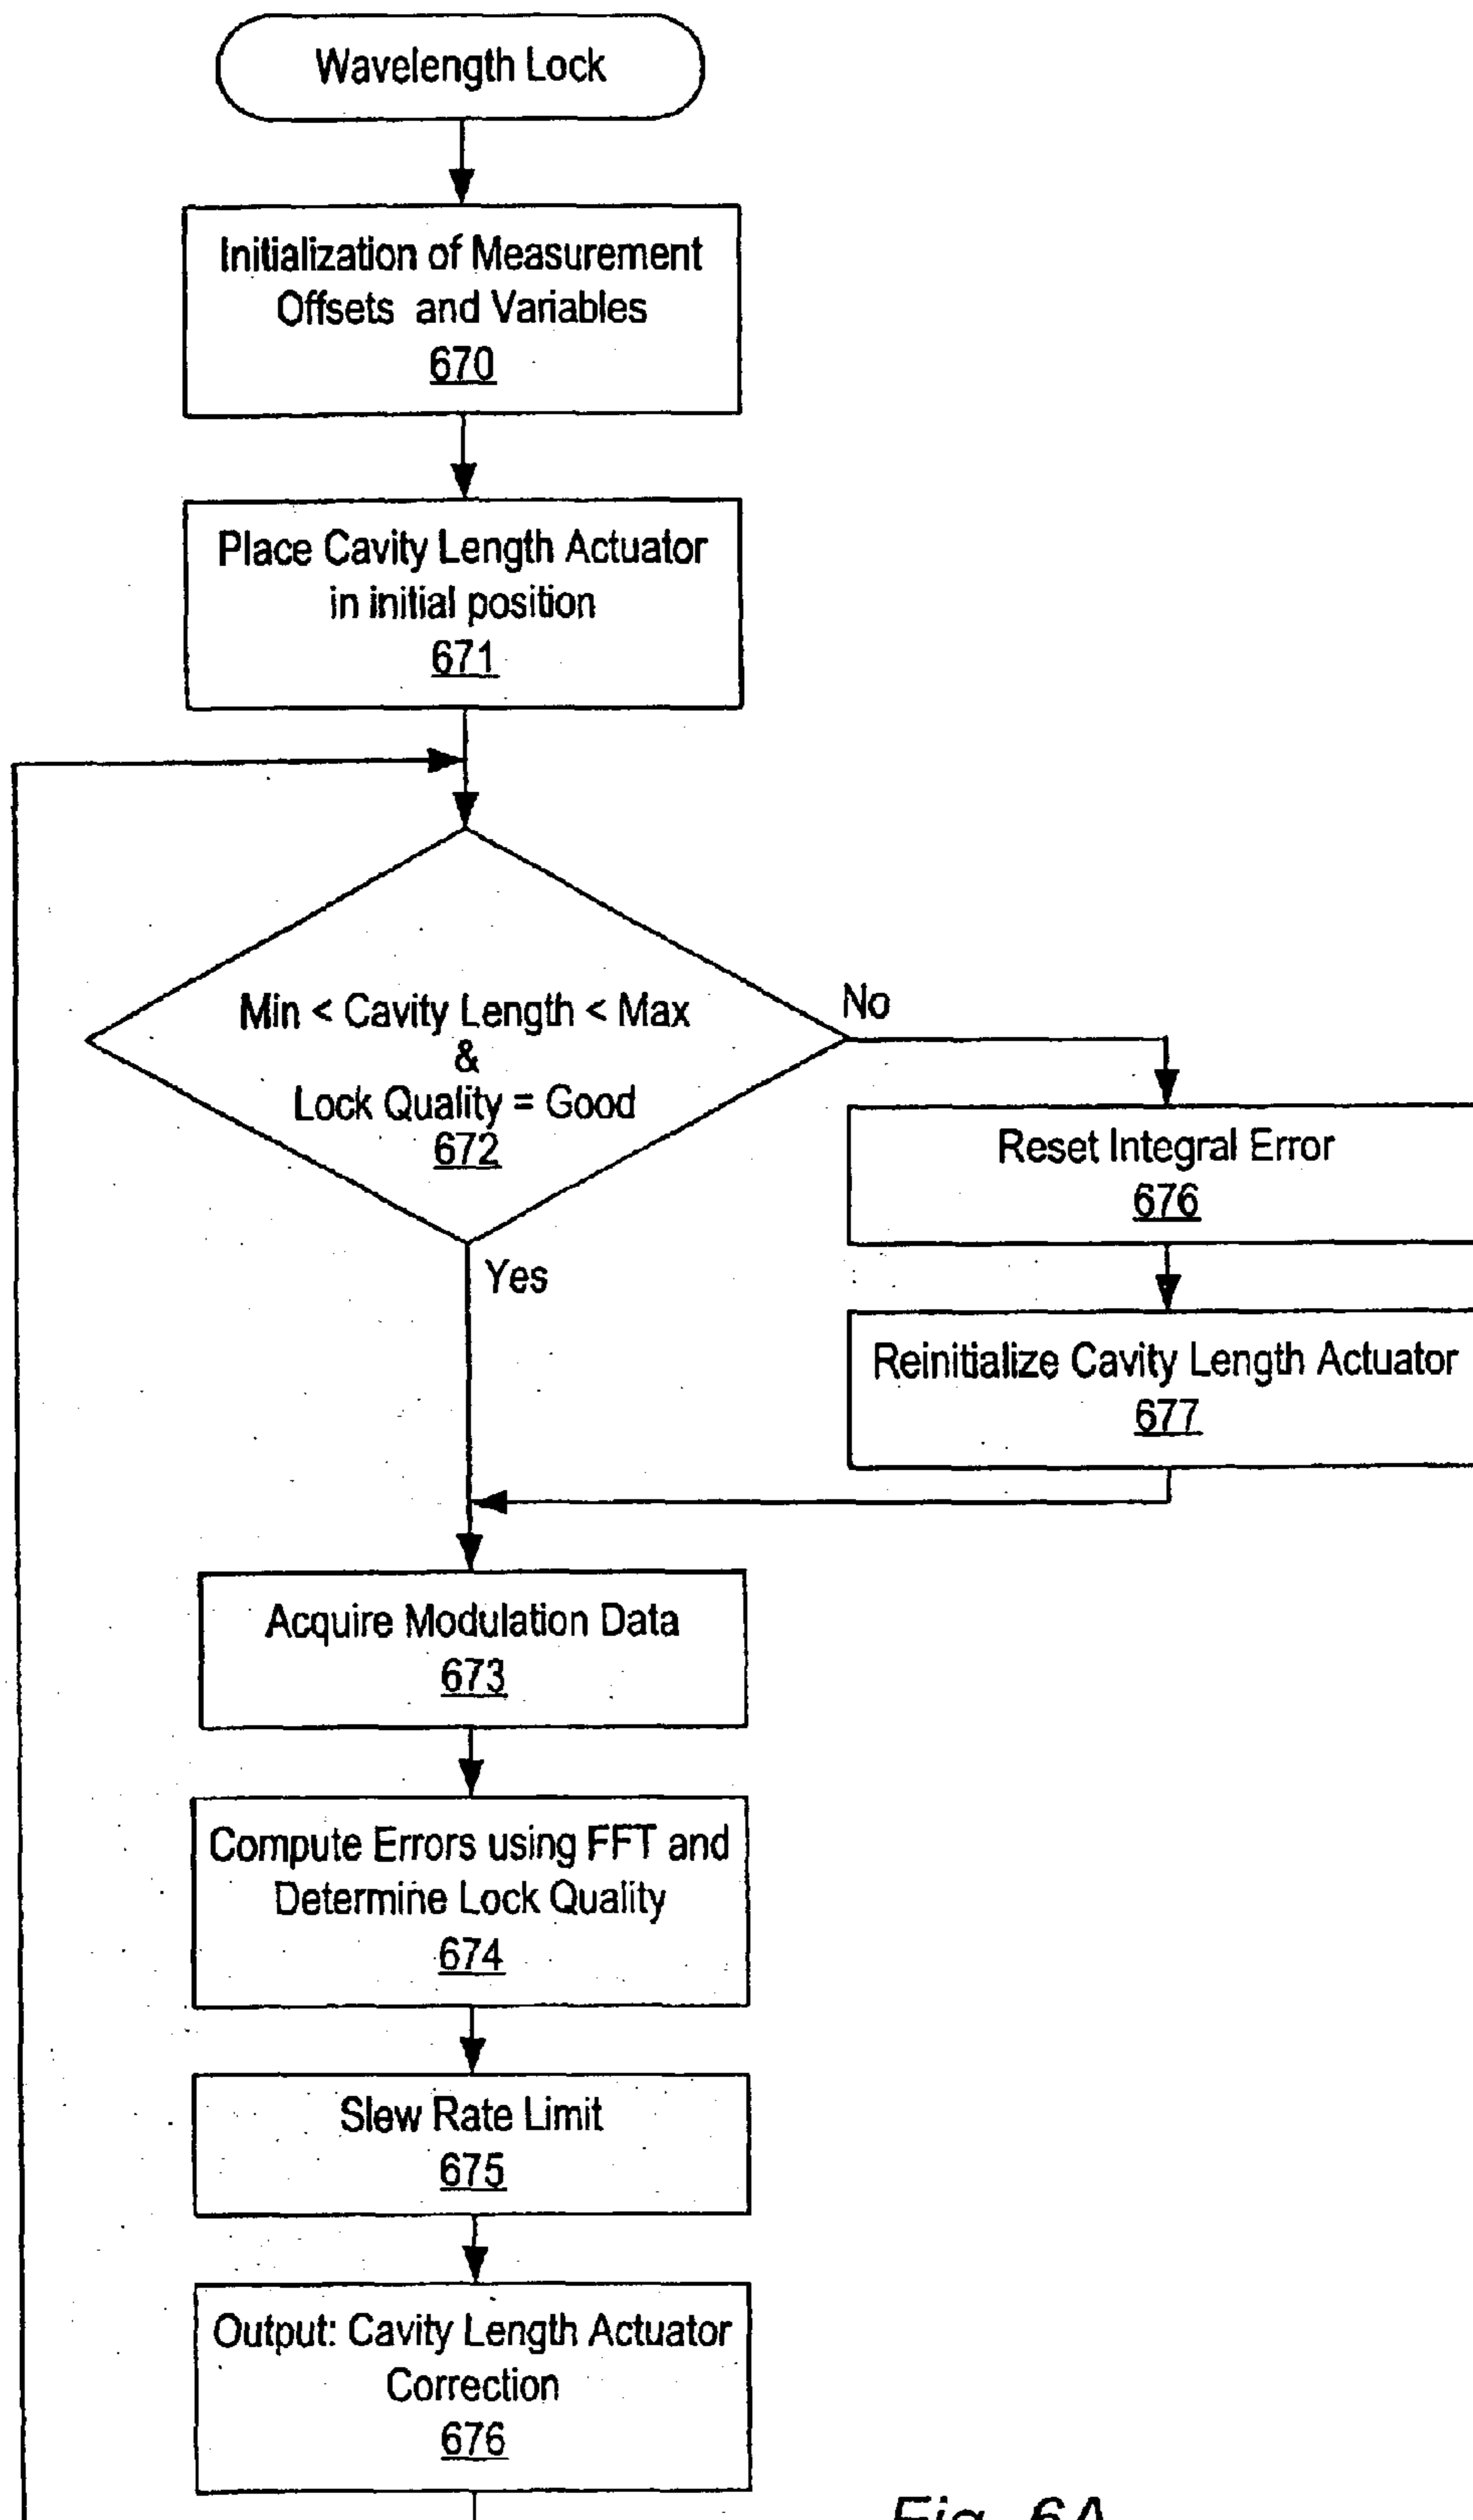 Wavelength Lock
Initialization of Measurement
Offsets and Variables
670
Place Cavity Length Actuator
in initial position
671
Min < Cavity Length < Max
&
Lock Quality = Good
672
No
Yes
Reset Integral Error
676
Reinitialize Cavity Length Actuator
677
Acquire Modulation Data
673
Compute Errors using FFT and
Determine Lock Quality
674
Slew Rate Limit
675
Output: Cavity Length Actuator
Correction
676
Fig. 6A